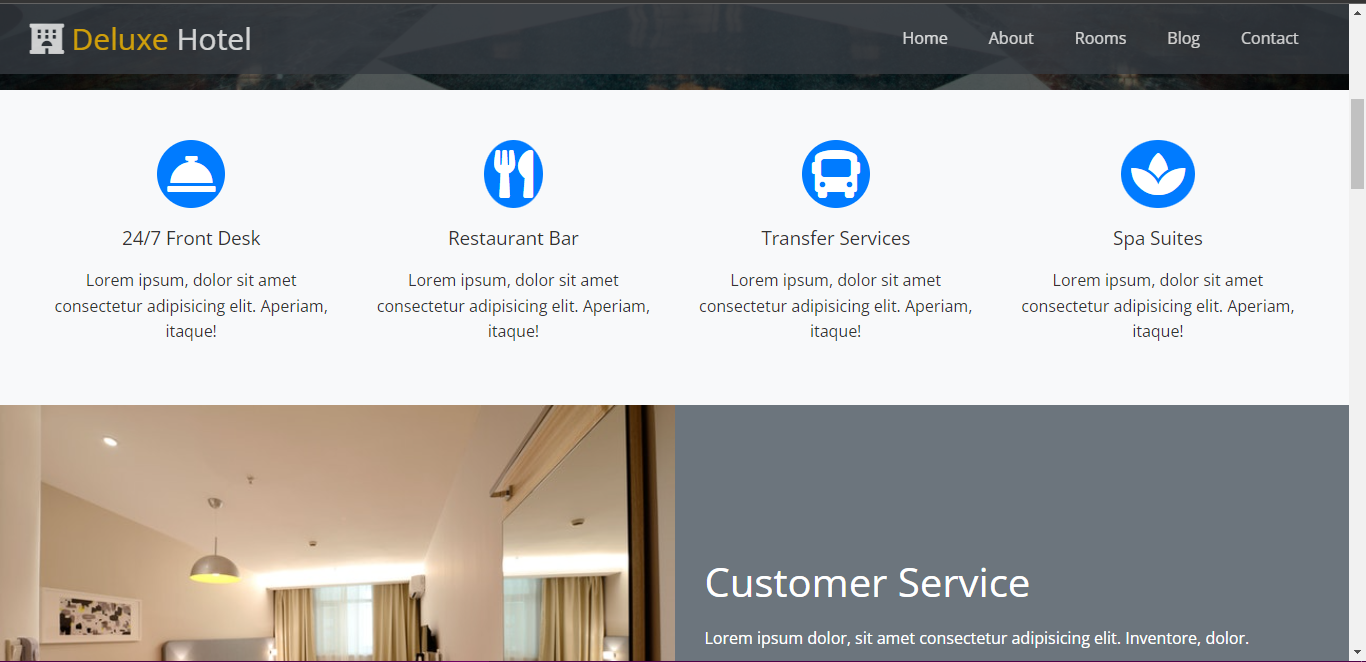 Deluxe Hotel
Home About Rooms Blog Contact
24/7 Front Desk
Lorem ipsum, dolor sit amet
consectetur adipisicing elit. Aperiam,
itaque!
Restaurant Bar
Lorem ipsum, dolor sit amet
consectetur adipisicing elit. Aperiam,
itaque!
Transfer Services
Lorem ipsum, dolor sit amet
consectetur adipisicing elit. Aperiam,
itaque!
Spa Suites
Lorem ipsum, dolor sit amet
consectetur adipisicing elit. Aperiam,
itaque!
Customer Service
Lorem ipsum dolor, sit amet consectetur adipisicing elit. Inventore, dolor.